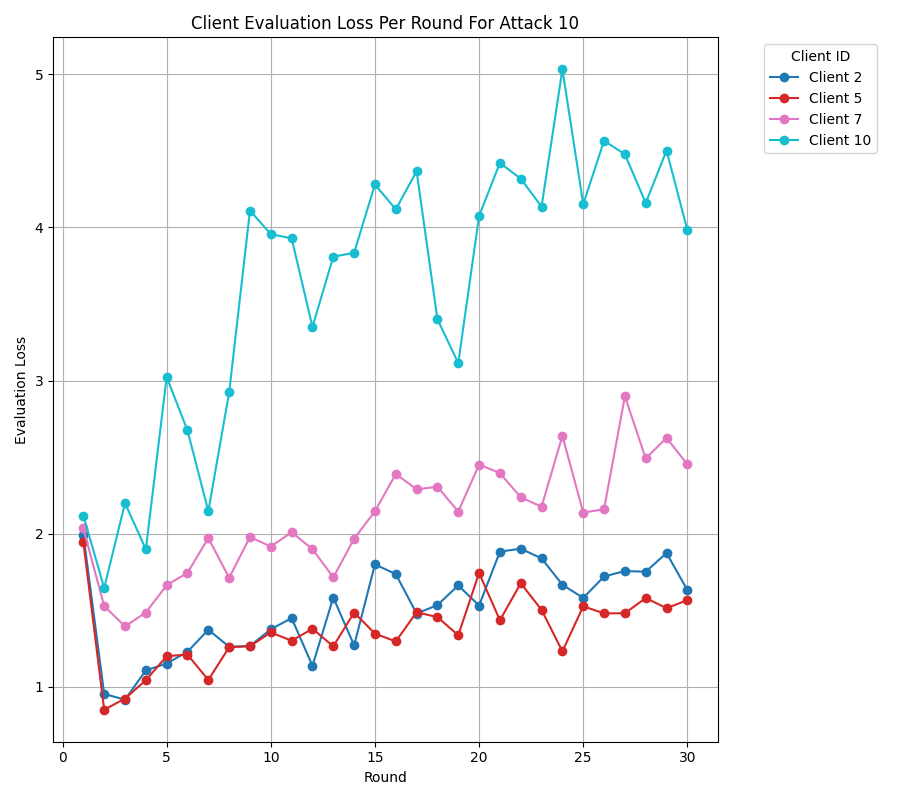 Client Evaluation Loss Per Round For Attack 10
Client ID
Client 2
Client 5
Client 7
Client 10
Evaluation Loss
5
4
3
2
1
0 5 10 15 20 25 30
Round